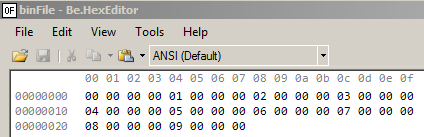 0F binFile - Be.HexEditor
File Edit View Tools Help
ANSI (Default)
00 01 02 03 04 05 06 07 08 09 0a 0b 0c 0d 0e 0f
00000000 00 00 00 00 01 00 00 00 02 00 00 00 03 00 00 00
00000010 04 00 00 00 05 00 00 00 06 00 00 00 07 00 00 00
00000020 08 00 00 00 09 00 00 00